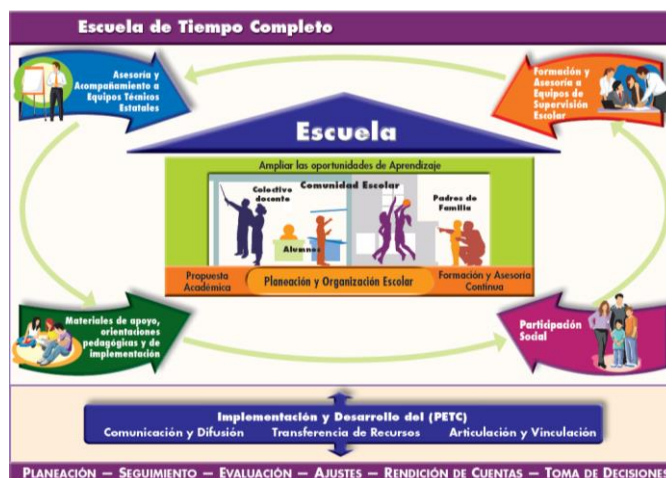 Escuela de Tiempo Completo
Asesoría y
Acompañamiento a
Equipos Técnicos
Estatales
Formación y
Asesoría a
Equipos de
Supervisión
Escolar
Escuela
Ampliar las oportunidades de Aprendizaje
Comunidad Escolar
Colectivo
docente
Padres de
Familia
Alumnos
Propuesta
Académica
Planeación y Organización Escolar
Formación y Asesoría
Continua
Materiales de apoyo,
orientaciones
pedagógicas y de
implementación
Participación
Social
Implementación y Desarrollo del (PETC)
Comunicación y Difusión Transferencia de Recursos Articulación y Vinculación
PLANEACIÓN — SEGUIMIENTO — EVALUACIÓN — AJUSTES — RENDICIÓN DE CUENTAS — TOMA DE DECISIONES